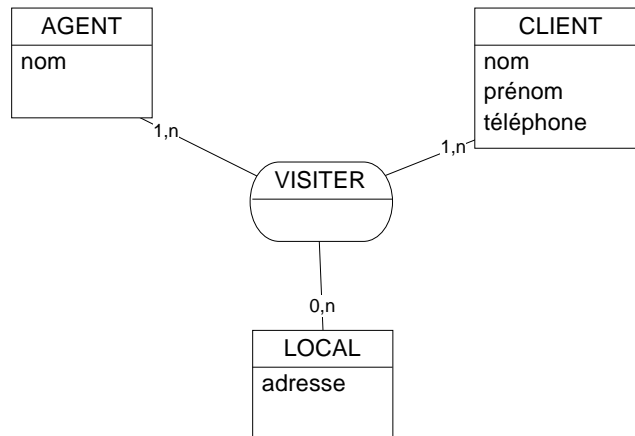 AGENT
nom
CLIENT
nom
prénom
téléphone
1,n
1,n
VISITER
0,n
LOCAL
adresse